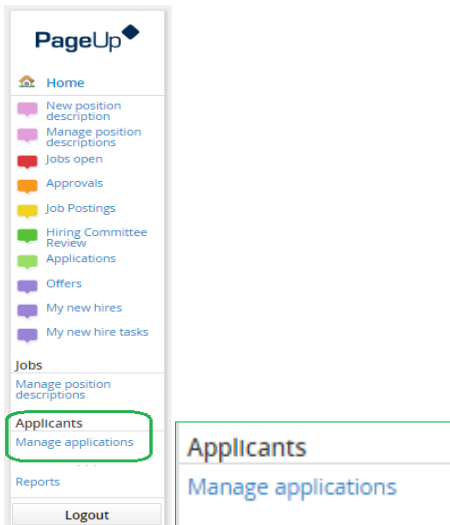 PageUp
Home
New position
description
Manage position
descriptions
Jobs open
Approvals
Job Postings
Hiring Committee
Review
Applications
Offers
My new hires
My new hire tasks
Jobs
Manage position
descriptions
Applicants
Manage applications
Reports
Logout
Applicants
Manage applications